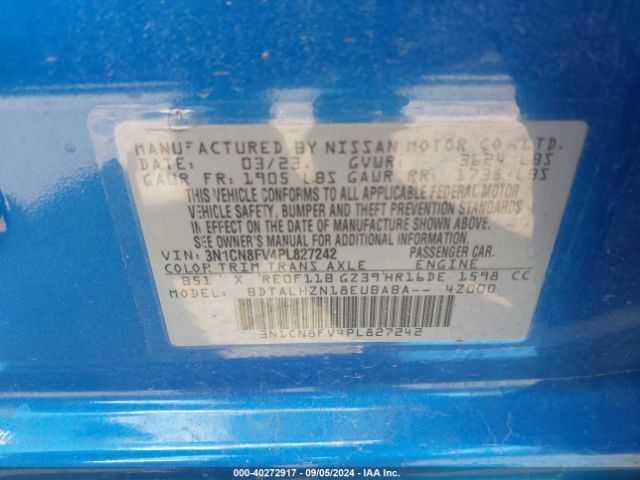 MANUFACTURED BY NISSAN MOTOR CO., LTD.
DATE: 03/23 GVWR: 3624 LBS
GAWR FR: 1905 LBS GAWR RR: 1735 LBS
THIS VEHICLE CONFORMS TO ALL APPLICABLE FEDERAL MOTOR
VEHICLE SAFETY, BUMPER AND THEFT PREVENTION STANDARDS
IN EFFECT ON THE DATE OF MANUFACTURE SHOWN ABOVE.
SEE OWNER'S MANUAL FOR ADDITIONAL INFORMATION.
VIN: 3N1CN8FV4PL827242 PASSENGER CAR
COLOR TRIM TRANS AXLE ENGINE
B51 X RE0F11B GZ39 HR16DE 1598 CC
MODEL: BDTALHZN18EUBABA-- 4Z000
3N1CN8FV4PL827242
© 40272917 - 09/05/2024 - IAA Inc.